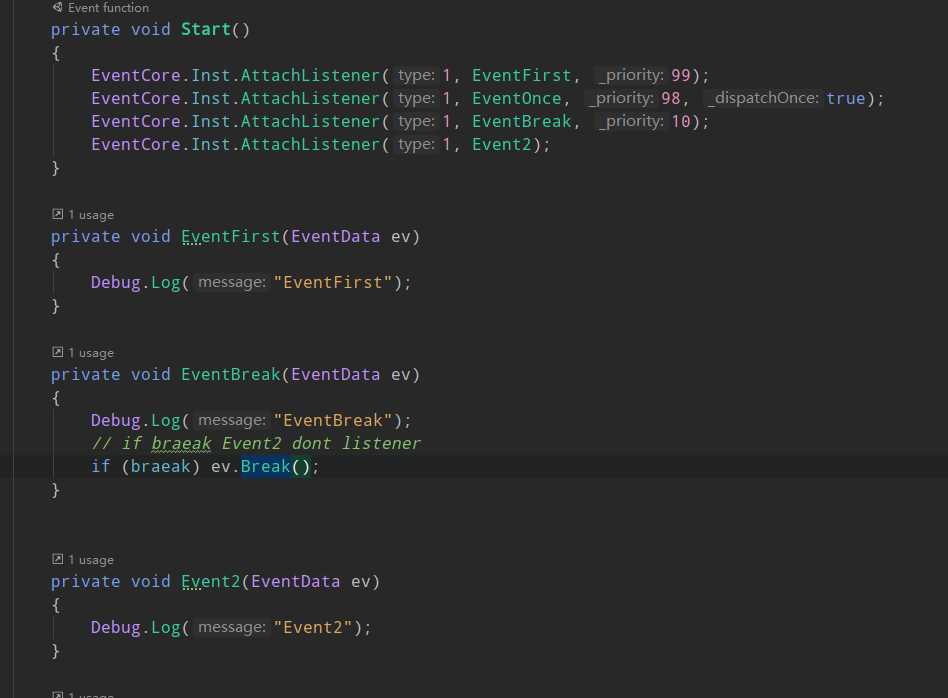 Event function
private void Start()
{
EventCore.Inst.AttachListener( type: 1, EventFirst, _priority: 99);
EventCore.Inst.AttachListener( type: 1, EventOnce, _priority: 98, _dispatchOnce: true);
EventCore.Inst.AttachListener( type: 1, EventBreak, _priority: 10);
EventCore.Inst.AttachListener( type: 1, Event2);
}
1 usage
private void EventFirst(EventData ev)
{
Debug.Log( message: "EventFirst");
}
1 usage
private void EventBreak(EventData ev)
{
Debug.Log( message: "EventBreak");
// if braeak Event2 dont listener
if (braeak) ev.Break();
}
1 usage
private void Event2(EventData ev)
{
Debug.Log( message: "Event2");
}
1 usage